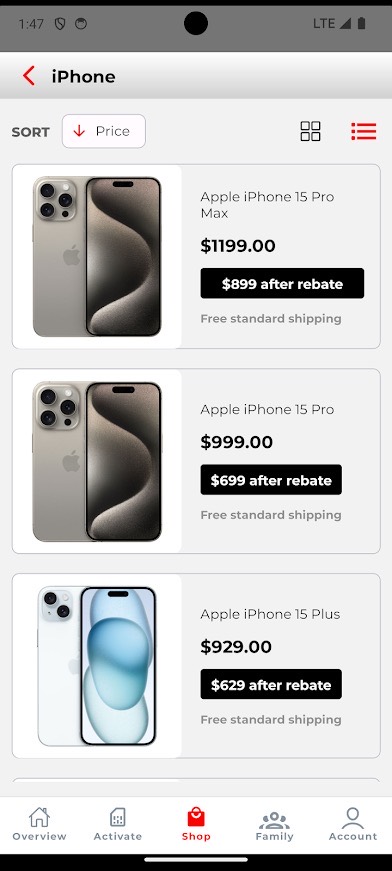 1:47
LTE
iPhone
SORT
Price
Apple iPhone 15 Pro
Max
$1199.00
$899 after rebate
Free standard shipping
Apple iPhone 15 Pro
$999.00
$699 after rebate
Free standard shipping
Apple iPhone 15 Plus
$929.00
$629 after rebate
Free standard shipping
Overview
Activate
Shop
Family
Account